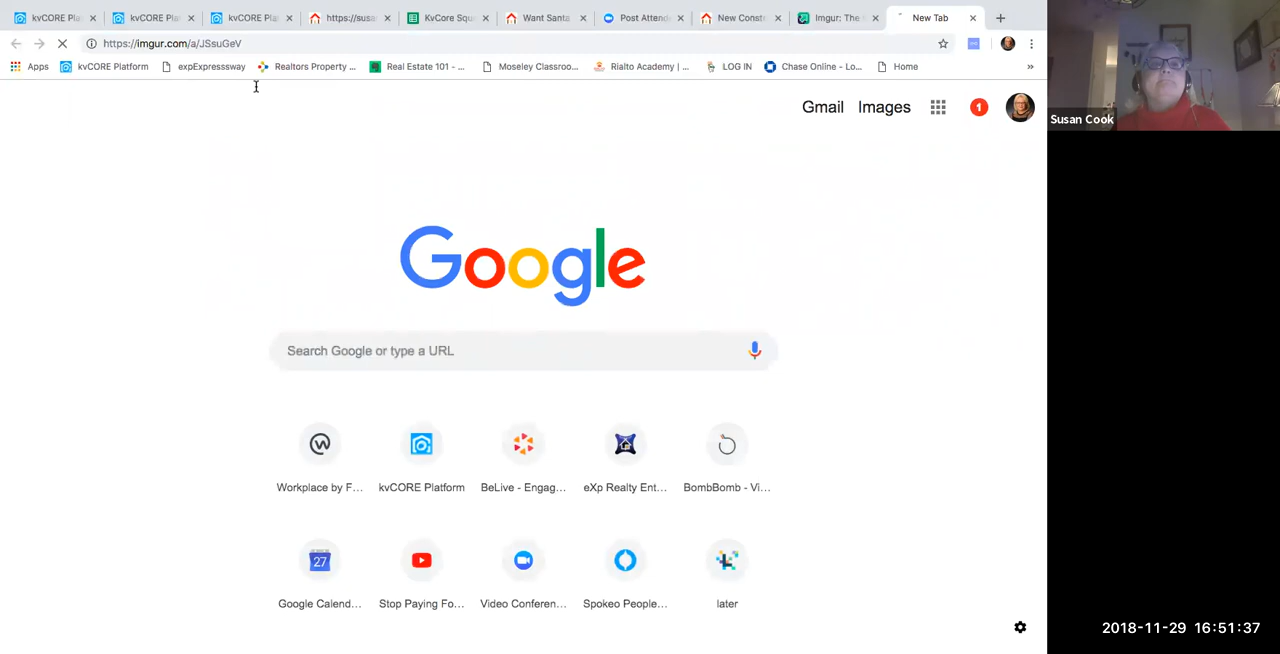 kvCORE Pla
kvCORE Pla
kvCORE Pla
https://susa
KvCore Squ
Want Santa
Post Attend
New Const
Imgur: The
New Tab
https://imgur.com/a/JSsuGeV
Apps
kvCORE Platform
expExpresssway
Realtors Property ...
Real Estate 101 - ...
Moseley Classroo...
Rialto Academy | ...
LOG IN
Chase Online - Lo...
Home
»
Gmail
Images
1
Susan Cook
Google
Search Google or type a URL
Workplace by F...
kvCORE Platform
BeLive - Engag...
eXp Realty Ent...
BombBomb - Vi...
27
Google Calend...
Stop Paying Fo...
Video Conferen...
Spokeo People...
later
2018-11-29 16:51:37